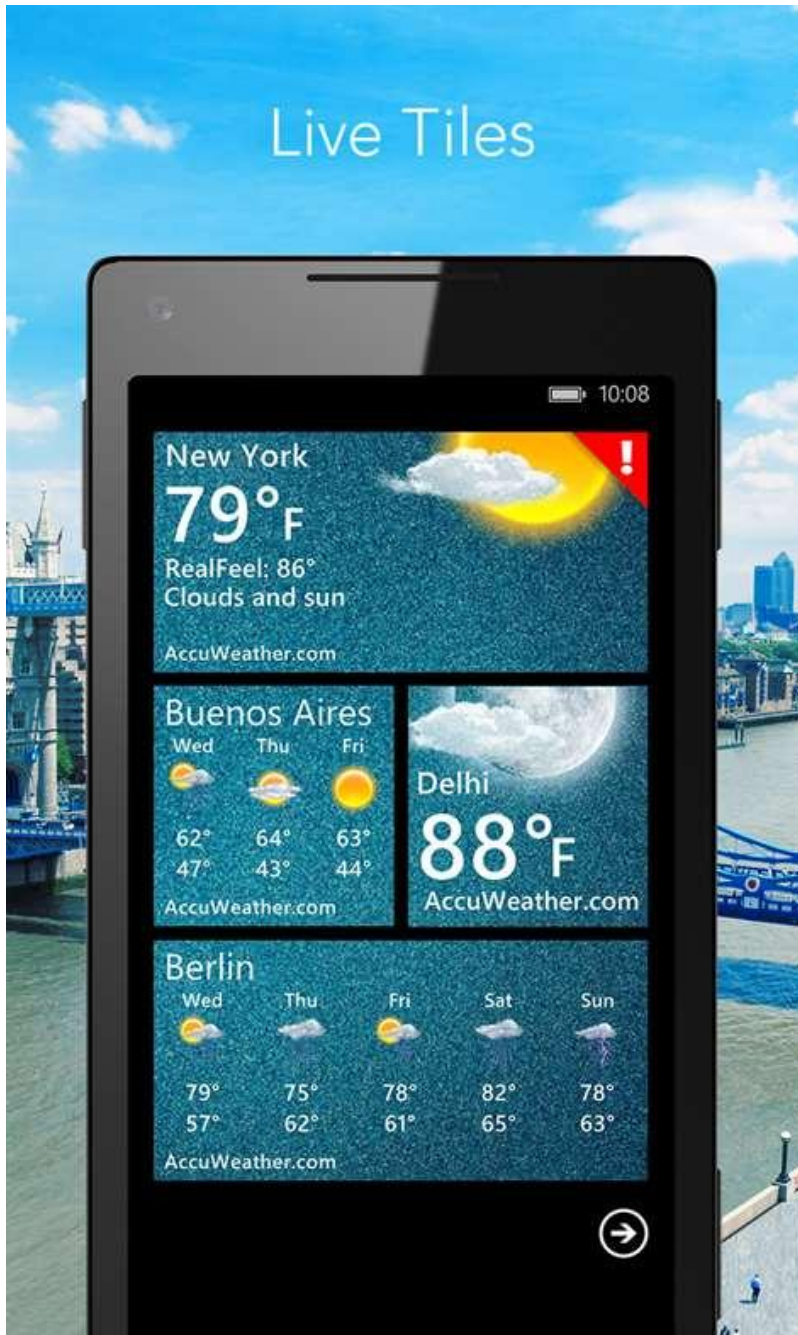 Live Tiles
10:08
New York
!
79°F
RealFeel: 86°
Clouds and sun
AccuWeather.com
Buenos Aires
Wed Thu Fri
62° 64° 63°
47° 43° 44°
AccuWeather.com
Delhi
88°F
AccuWeather.com
Berlin
Wed Thu Fri Sat Sun
79° 75° 78° 82° 78°
57° 62° 61° 65° 63°
AccuWeather.com